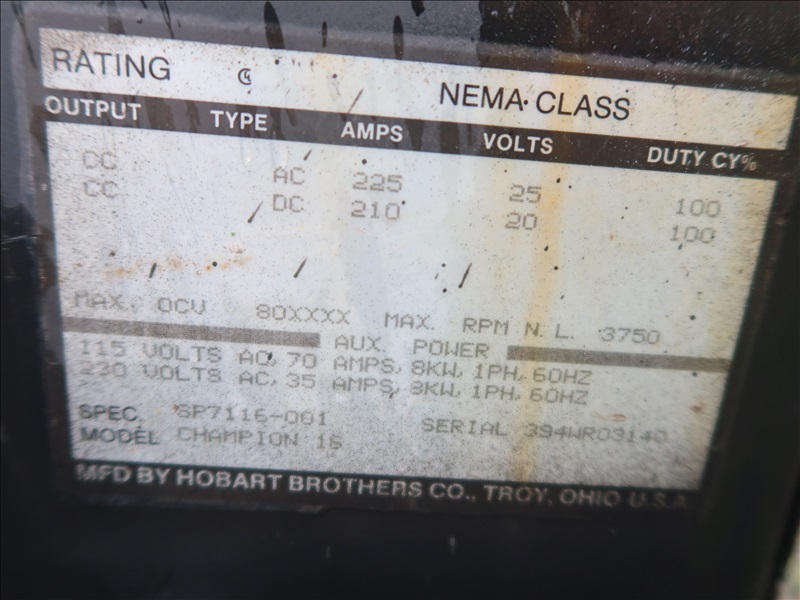 RATING NEMA CLASS
OUTPUT TYPE AMPS VOLTS DUTY CY%
CC AC 225 25 100
CC DC 210 20 100
MAX. OCV 80XXXX MAX. RPM N.L. 3750
AUX. POWER
115 VOLTS AC, 70 AMPS, 8KW, 1PH, 60HZ
230 VOLTS AC, 35 AMPS, 8KW, 1PH, 60HZ
SPEC. SP7116-001 SERIAL 394WR03140
MODEL CHAMPION 16
MFD BY HOBART BROTHERS CO., TROY, OHIO U.S.A